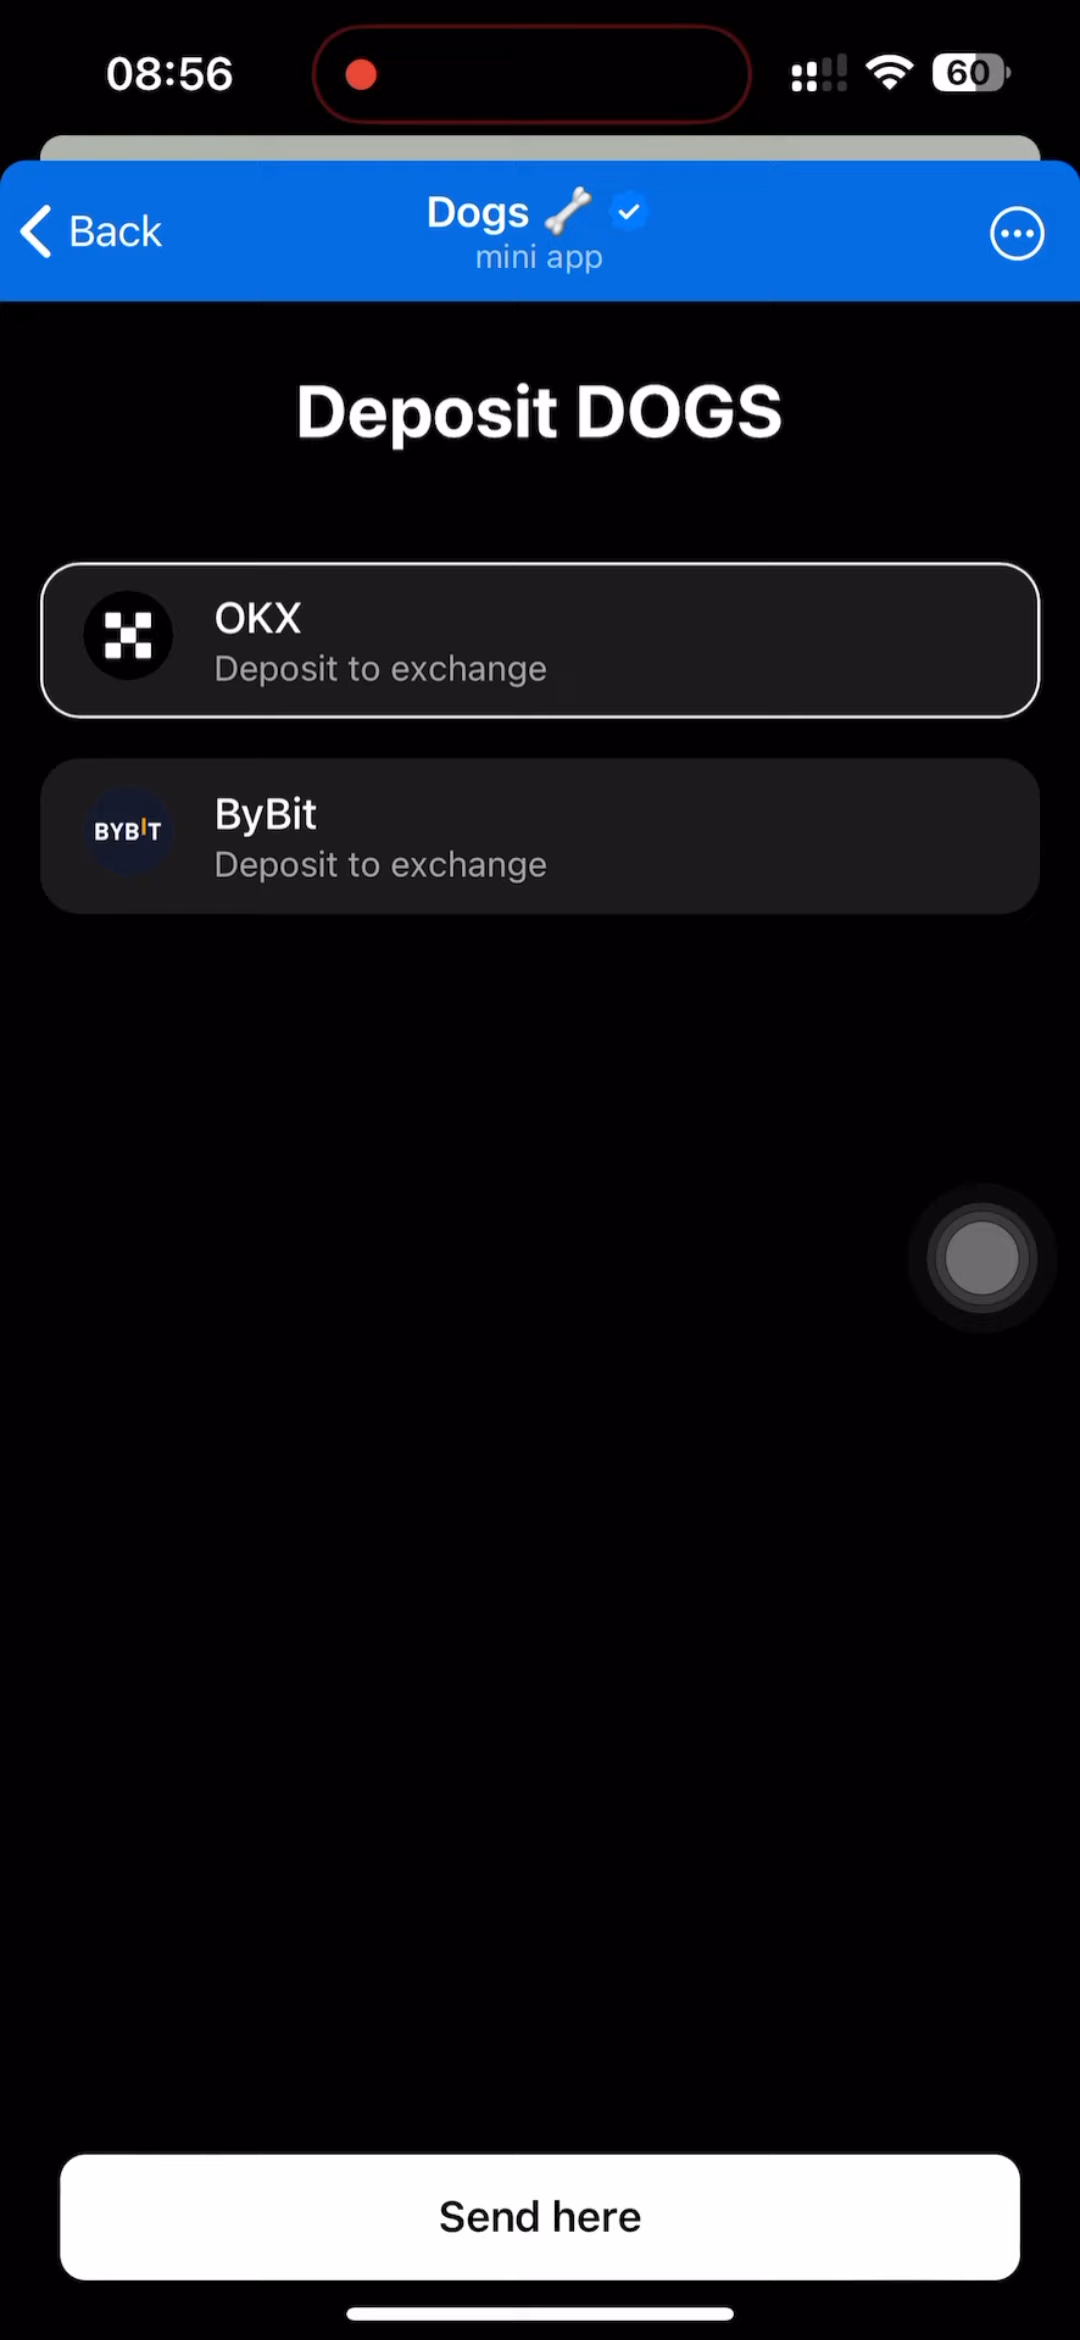 08:56
60
Back
Dogs 🦴
mini app
Deposit DOGS
OKX
Deposit to exchange
BYBIT
ByBit
Deposit to exchange
Send here